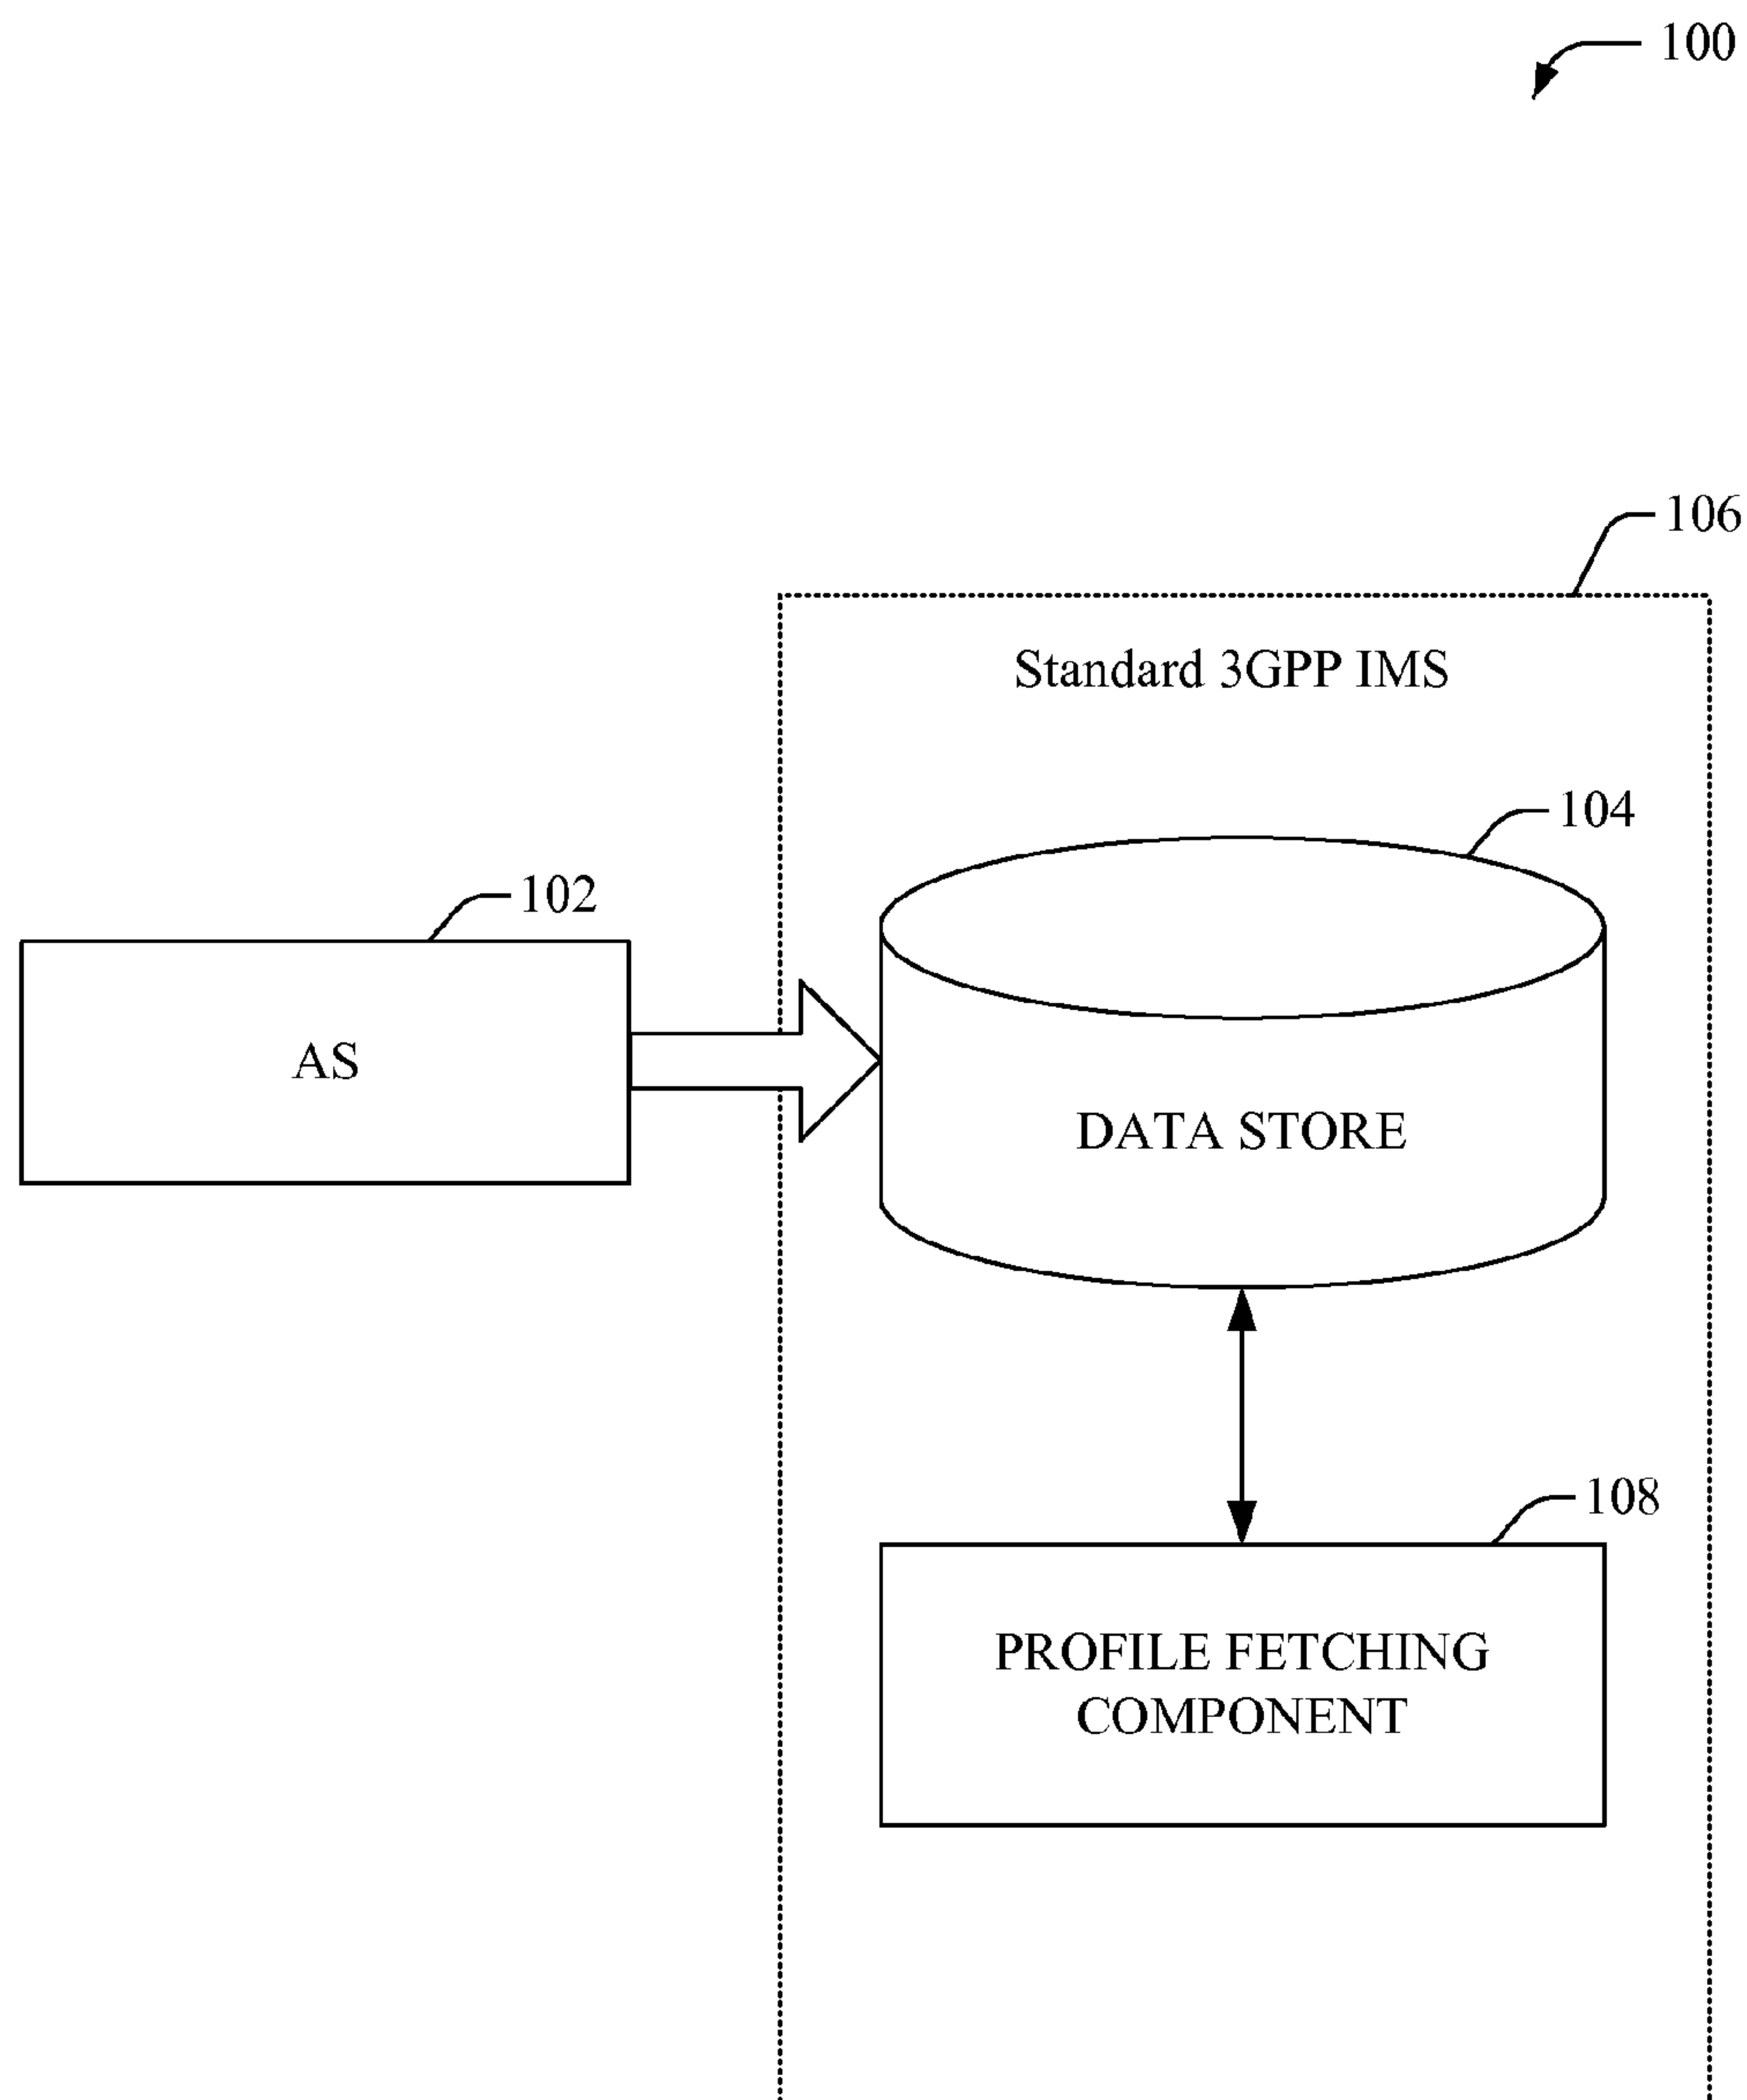 100
106
Standard 3GPP IMS
104
102
AS
DATA STORE
108
PROFILE FETCHING
COMPONENT